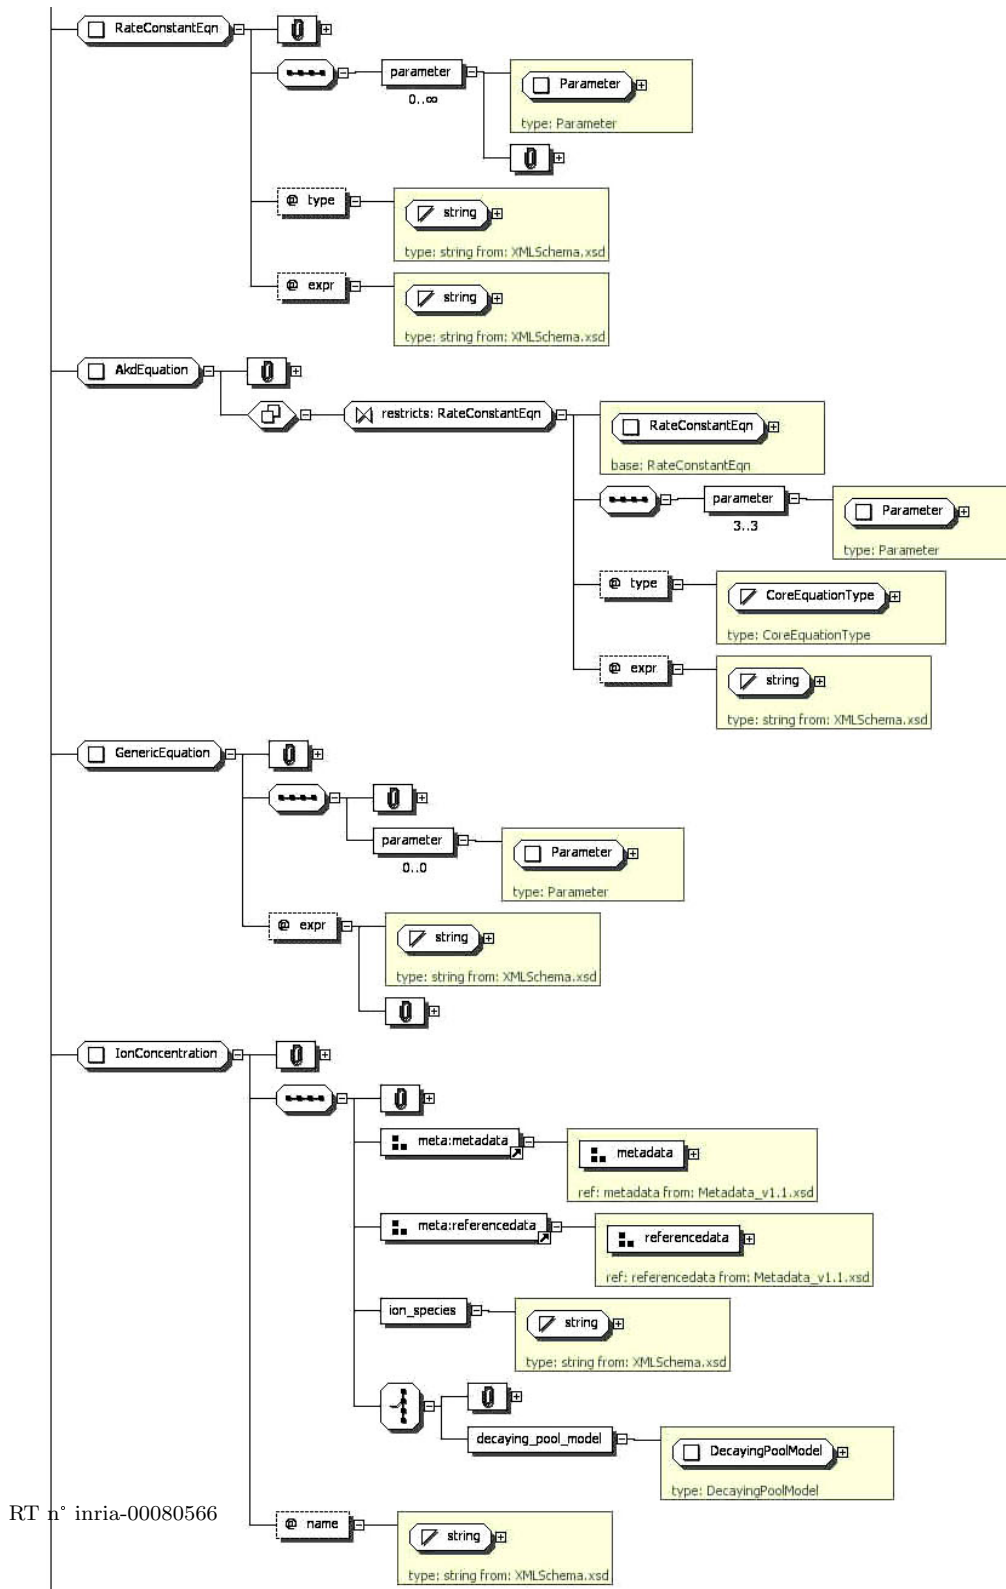 RateConstantEqn
parameter
0..∞
Parameter
type: Parameter
@ type
string
type: string from: XMLSchema.xsd
@ expr
string
type: string from: XMLSchema.xsd
AkdEquation
restricts: RateConstantEqn
RateConstantEqn
base: RateConstantEqn
parameter
3..3
Parameter
type: Parameter
@ type
CoreEquationType
type: CoreEquationType
@ expr
string
type: string from: XMLSchema.xsd
GenericEquation
parameter
0..0
Parameter
type: Parameter
@ expr
string
type: string from: XMLSchema.xsd
IonConcentration
meta:metadata
metadata
ref: metadata from: Metadata_v1.1.xsd
meta:referencedata
referencedata
ref: referencedata from: Metadata_v1.1.xsd
ion_species
string
type: string from: XMLSchema.xsd
decaying_pool_model
DecayingPoolModel
type: DecayingPoolModel
RT n° inria-00080566
@ name
string
type: string from: XMLSchema.xsd